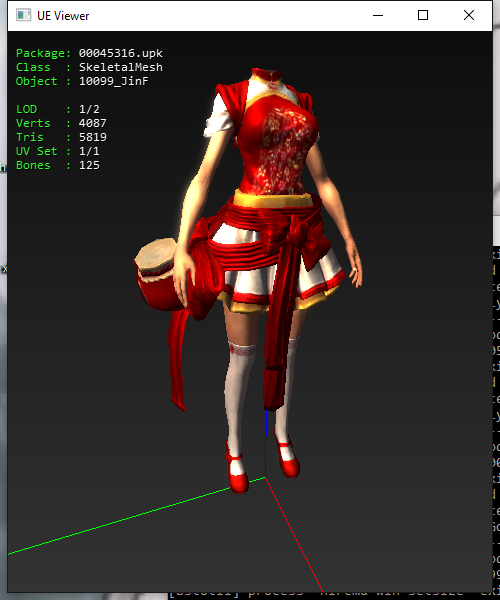 UE Viewer
Package: 00045316.upk
Class : SkeletalMesh
Object : 10099_JinF
LOD : 1/2
Verts : 4087
Tris : 5819
UV Set : 1/1
Bones : 125